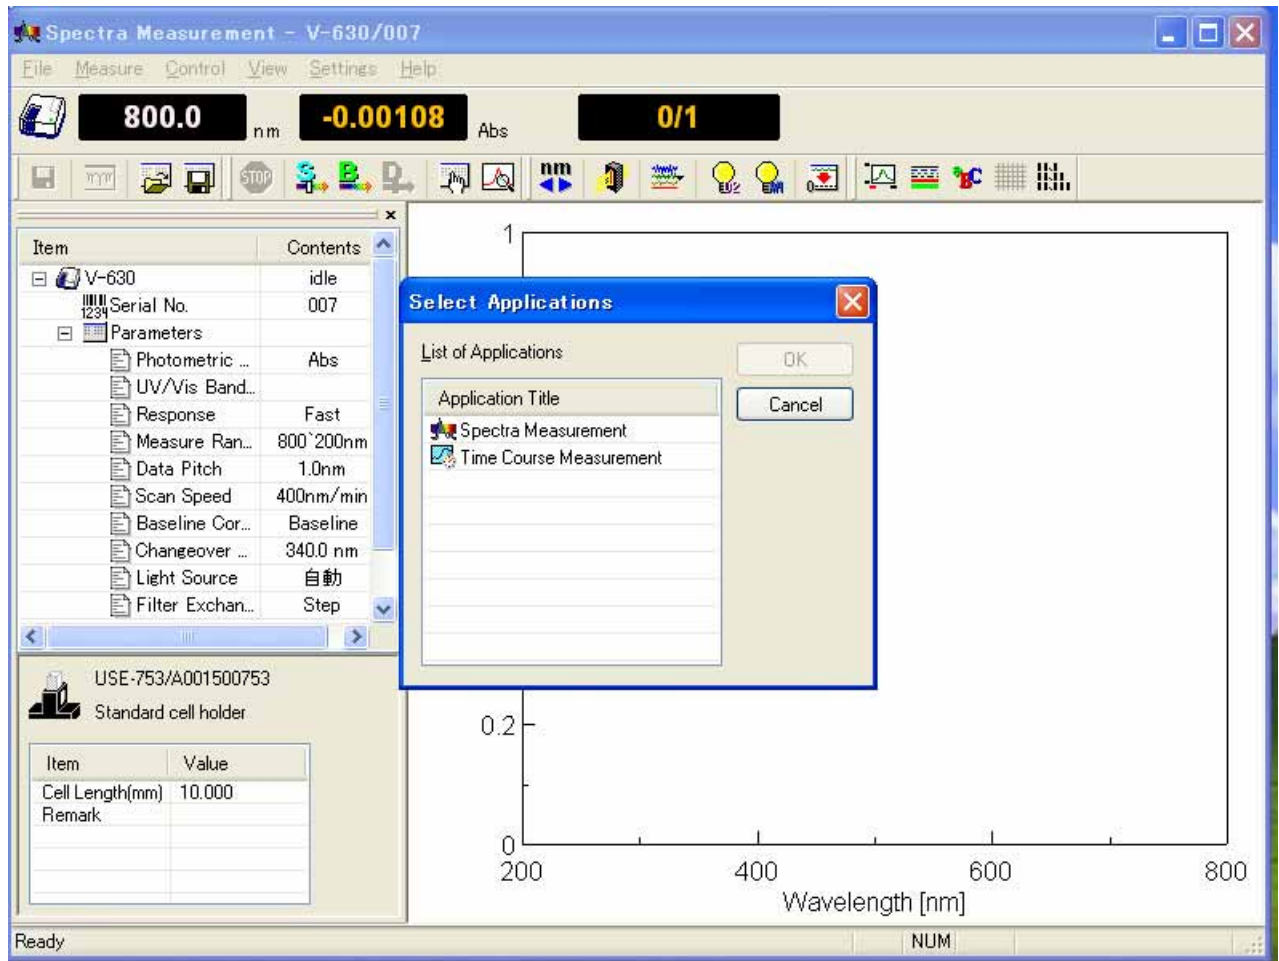 Spectra Measurement - V-630/007
File Measure Control View Settings Help
800.0 nm -0.00108 Abs 0/1
STOP S B D nm
Item Contents
V-630 idle
1234 Serial No. 007
Parameters
Photometric ... Abs
UV/Vis Band...
Response Fast
Measure Ran... 800`200nm
Data Pitch 1.0nm
Scan Speed 400nm/min
Baseline Cor... Baseline
Changeover ... 340.0 nm
Light Source 自動
Filter Exchan... Step
USE-753/A001500753
Standard cell holder
Item Value
Cell Length(mm) 10.000
Remark
Select Applications
List of Applications
Application Title
Spectra Measurement
Time Course Measurement
OK
Cancel
1
0.2
0
200 400 600 800
Wavelength [nm]
Ready NUM